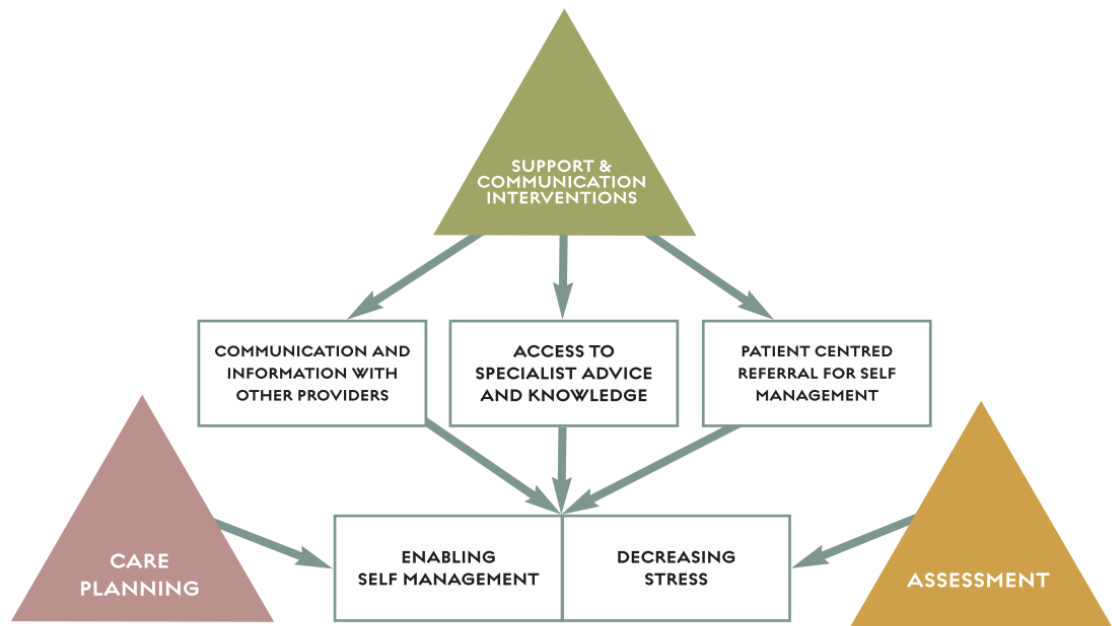 SUPPORT &
COMMUNICATION
INTERVENTIONS
COMMUNICATION AND
INFORMATION WITH
OTHER PROVIDERS
ACCESS TO
SPECIALIST ADVICE
AND KNOWLEDGE
PATIENT CENTRED
REFERRAL FOR SELF
MANAGEMENT
CARE
PLANNING
ENABLING
SELF MANAGEMENT
DECREASING
STRESS
ASSESSMENT